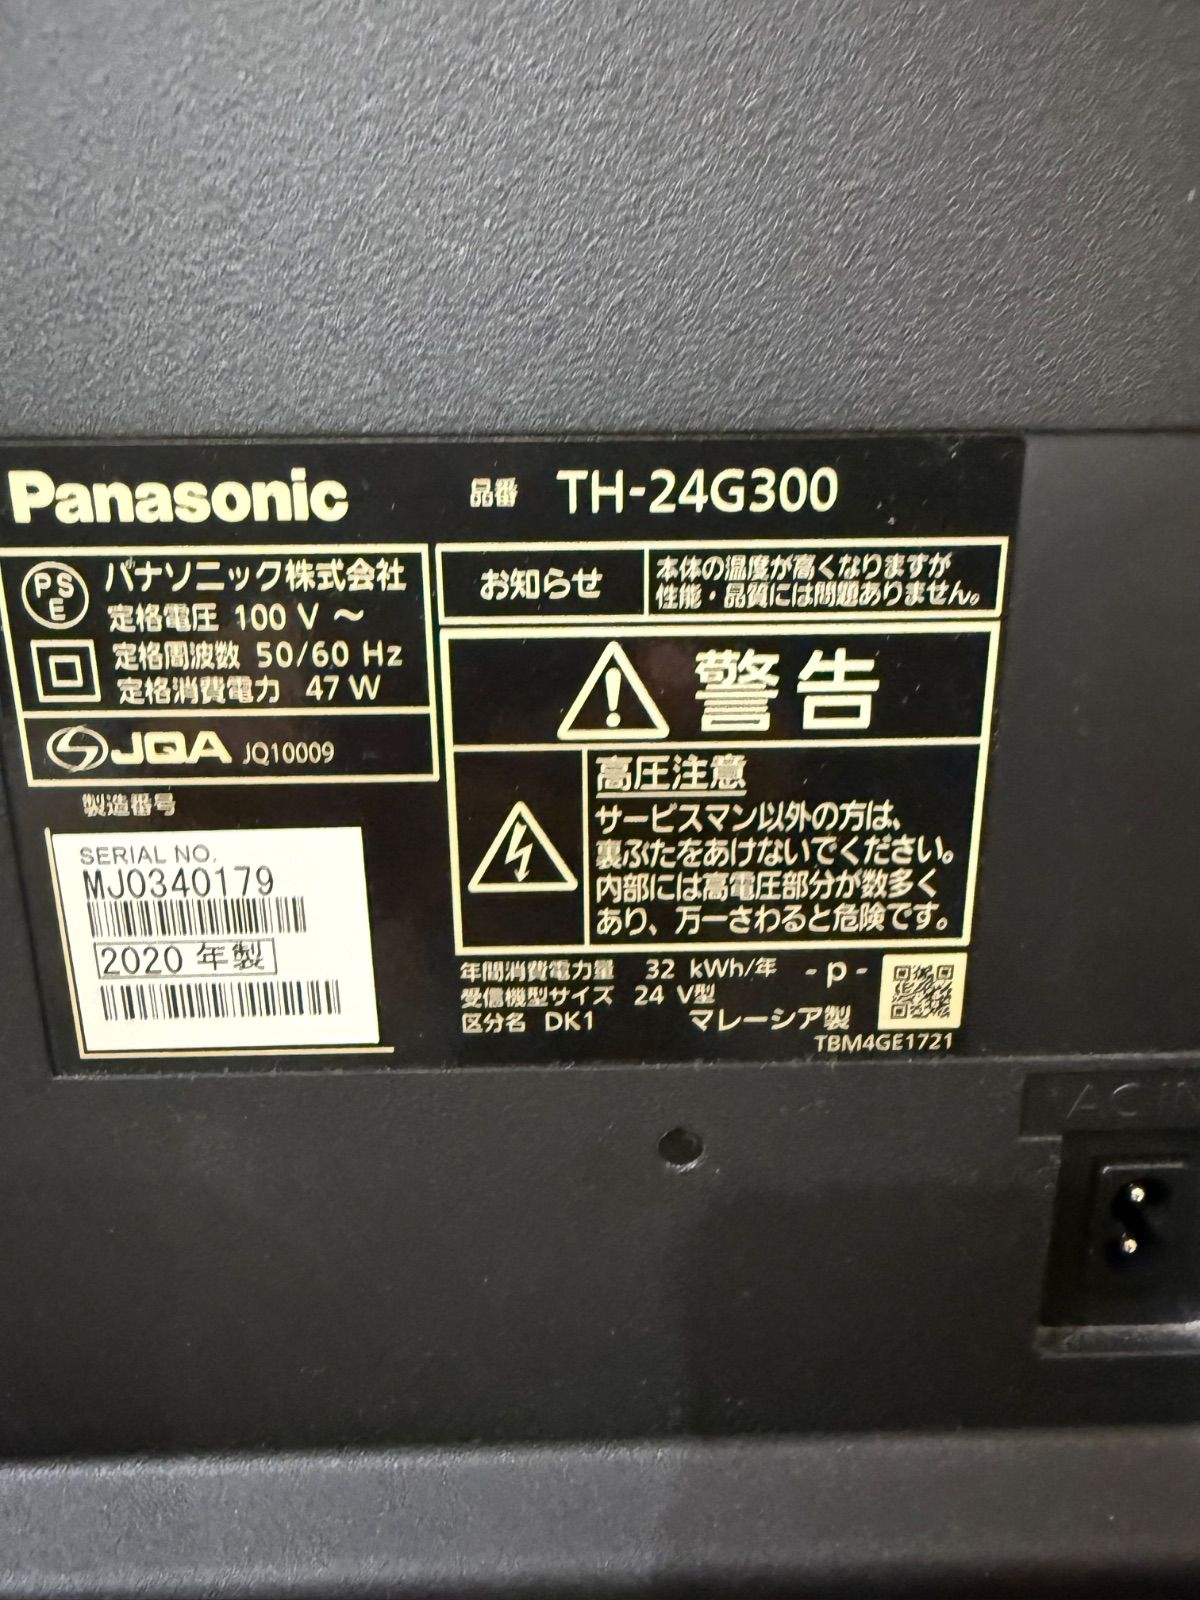 Panasonic
品番 TH-24G300
PS
E
パナソニック株式会社
定格電圧 100 V ～
定格周波数 50/60 Hz
定格消費電力 47 W
JQA JQ10009
製造番号
SERIAL NO.
MJ0340179
2020 年製
お知らせ
本体の温度が高くなりますが
性能・品質には問題ありません。
警告
高圧注意
サービスマン以外の方は、
裏ぶたをあけないでください。
内部には高電圧部分が数多く
あり、万一さわると危険です。
年間消費電力量 32 kWh/年 -p-
受信機型サイズ 24 V型
区分名 DK1 マレーシア製
TBM4GE1721
AC IN